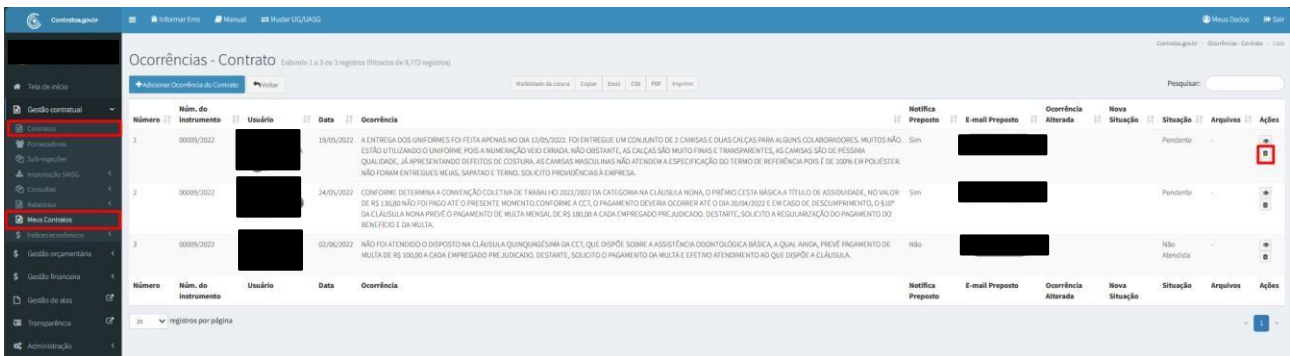 Contratos.gov.br
Informar Erro Manual Mudar UG/UASG Meus Dados Sair
Contratos.gov.br Ocorrências - Contrato Lista
Ocorrências - Contrato Exibindo 1 a 3 de 3 registros (filtrados de 9,772 registros)
+Adicionar Ocorrência do Contrato Voltar
Visibilidade da coluna Copiar Excel CSV PDF Imprimir
Pesquisar:
Tela de início
Gestão contratual
Contratos
Fornecedores
Sub-rogações
Importação SIASG
Consultas
Relatórios
Meus Contratos
Índices econômicos
Gestão orçamentária
Gestão financeira
Gestão de atas
Transparência
Administração
Número Núm. do instrumento Usuário Data Ocorrência Notifica Preposto E-mail Preposto Ocorrência Alterada Nova Situação Situação Arquivos Ações
1 00009/2022 19/05/2022 A ENTREGA DOS UNIFORMES FOI FEITA APENAS NO DIA 12/05/2022. FOI ENTREGUE UM CONJUNTO DE 2 CAMISAS E DUAS CALÇAS PARA ALGUNS COLABORADORES. MUITOS NÃO Sim Pendente -
ESTÃO UTILIZANDO O UNIFORME POIS A NUMERAÇÃO VEIO ERRADA. NÃO OBSTANTE, AS CALÇAS SÃO MUITO FINAS E TRANSPARENTES, AS CAMISAS SÃO DE PÉSSIMA
QUALIDADE, JÁ APRESENTANDO DEFEITOS DE COSTURA. AS CAMISAS MASCULINAS NÃO ATENDEM A ESPECIFICAÇÃO DO TERMO DE REFERÊNCIA POIS É DE 100% EM POLIÉSTER.
NÃO FORAM ENTREGUES MEIAS, SAPATAO E TERNO. SOLICITO PROVIDÊNCIAS À EMPRESA.
2 00009/2022 24/05/2022 CONFORME DETERMINA A CONVENÇÃO COLETIVA DE TRABALHO 2022/2022 DA CATEGORIA NA CLÁUSULA NONA, O PRÊMIO CESTA BÁSICA A TÍTULO DE ASSIDUIDADE, NO VALOR Sim Pendente -
DE R$ 130,80 NÃO FOI PAGO ATÉ O PRESENTE MOMENTO.CONFORME A CCT, O PAGAMENTO DEVERIA OCORRER ATÉ O DIA 20/04/2022 E EM CASO DE DESCUMPRIMENTO, O §10º
DA CLÁUSULA NONA PREVÊ O PAGAMENTO DE MULTA MENSAL DE R$ 180,00 A CADA EMPREGADO PREJUDICADO. DESTARTE, SOLICITO A REGULARIZAÇÃO DO PAGAMENTO DO
BENEFÍCIO E DA MULTA.
3 00009/2022 02/06/2022 NÃO FOI ATENDIDO O DISPOSTO NA CLÁUSULA QUINQUAGÉSIMA DA CCT, QUE DISPÕE SOBRE A ASSISTÊNCIA ODONTOLÓGICA BÁSICA, A QUAL AINDA, PREVÊ PAGAMENTO DE Não Não Atendida -
MULTA DE R$ 100,00 A CADA EMPREGADO PREJUDICADO. DESTARTE, SOLICITO O PAGAMENTO DA MULTA E EFETIVO ATENDIMENTO AO QUE DISPÕE A CLÁUSULA.
Número Núm. do instrumento Usuário Data Ocorrência Notifica Preposto E-mail Preposto Ocorrência Alterada Nova Situação Situação Arquivos Ações
25 registros por página
< 1 >